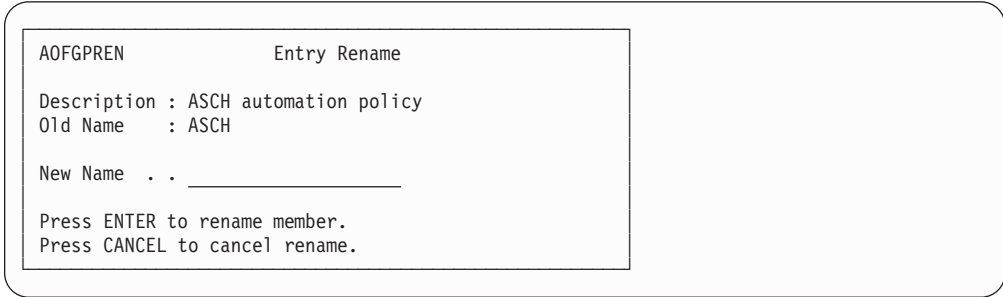 AOFGPREN Entry Rename
Description : ASCH automation policy
Old Name : ASCH
New Name . . ____________________
Press ENTER to rename member.
Press CANCEL to cancel rename.